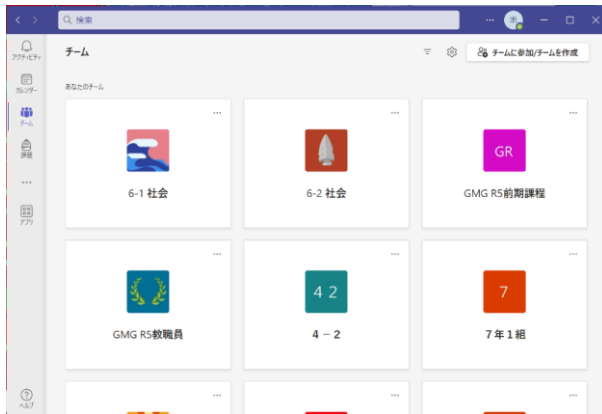 検索
米
アクティビティ
カレンダー
チーム
課題
アプリ
ヘルプ
チーム
チームに参加/チームを作成
あなたのチーム
6-1 社会
6-2 社会
GR
GMG R5前期課程
GMG R5教職員
4 2
４－２
7
７年１組